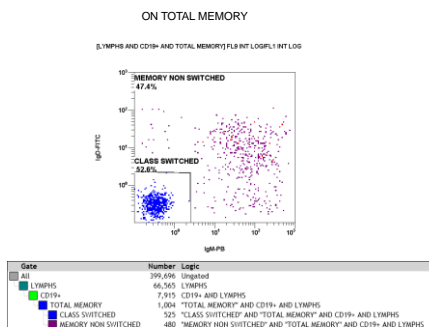 ON TOTAL MEMORY
[LYMPHS AND CD19+ AND TOTAL MEMORY] FL9 INT LOG/FL1 INT LOG
MEMORY NON SWITCHED
47.4%
CLASS SWITCHED
52.6%
IgD-FITC
IgM-PB
Gate Number Logic
All 399,696 Ungated
LYMPHS 66,565 LYMPHS
CD19+ 7,915 CD19+ AND LYMPHS
TOTAL MEMORY 1,004 "TOTAL MEMORY" AND CD19+ AND LYMPHS
CLASS SWITCHED 525 "CLASS SWITCHED" AND "TOTAL MEMORY" AND CD19+ AND LYMPHS
MEMORY NON SWITCHED 480 "MEMORY NON SWITCHED" AND "TOTAL MEMORY" AND CD19+ AND LYMPHS